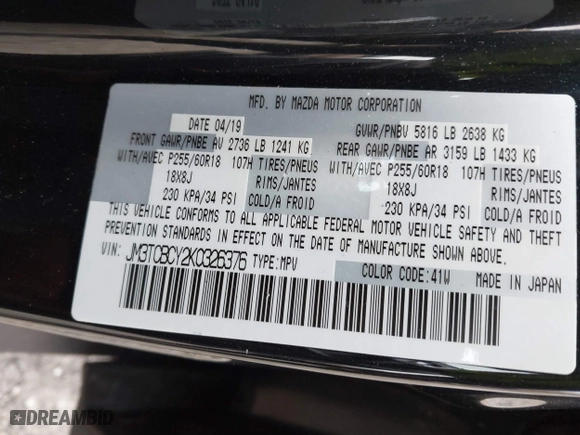 MFD. BY MAZDA MOTOR CORPORATION
DATE 04/19 GVWR/PNBV 5816 LB 2638 KG
FRONT GAWR/PNBE AV 2736 LB 1241 KG REAR GAWR/PNBE AR 3159 LB 1433 KG
WITH/AVEC P255/60R18 107H TIRES/PNEUS WITH/AVEC P255/60R18 107H TIRES/PNEUS
18X8J RIMS/JANTES 18X8J RIMS/JANTES
230 KPA/34 PSI COLD/A FROID 230 KPA/34 PSI COLD/A FROID
THIS VEHICLE CONFORMS TO ALL APPLICABLE FEDERAL MOTOR VEHICLE SAFETY AND THEFT
PREVENTION STANDARDS IN EFFECT ON THE DATE OF MANUFACTURE SHOWN ABOVE.
VIN: JM3TCBCY2K0326376 TYPE:MPV COLOR CODE:41W MADE IN JAPAN
DREAMBID